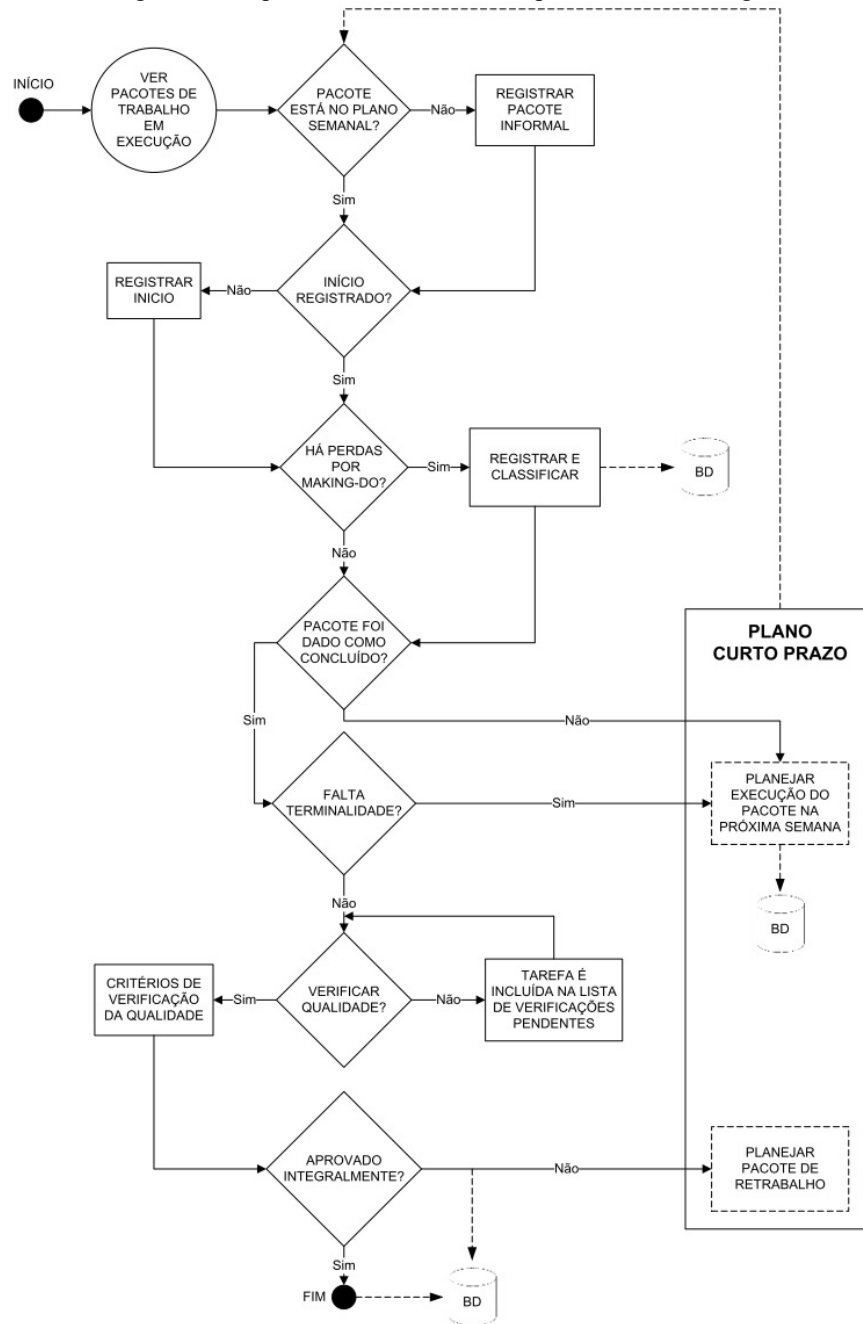 INÍCIO
VER
PACOTES DE
TRABALHO
EM
EXECUÇÃO
PACOTE
ESTÁ NO PLANO
SEMANAL?
Não
REGISTRAR
PACOTE
INFORMAL
Sim
REGISTRAR
INICIO
Não
INÍCIO
REGISTRADO?
Sim
HÁ PERDAS
POR
MAKING-DO?
Sim
REGISTRAR E
CLASSIFICAR
BD
Não
PACOTE FOI
DADO COMO
CONCLUÍDO?
PLANO
CURTO PRAZO
Sim
Não
FALTA
TERMINALIDADE?
Sim
PLANEJAR
EXECUÇÃO DO
PACOTE NA
PRÓXIMA SEMANA
BD
Não
CRITÉRIOS DE
VERIFICAÇÃO
DA QUALIDADE
Sim
VERIFICAR
QUALIDADE?
Não
TAREFA É
INCLUÍDA NA LISTA
DE VERIFICAÇÕES
PENDENTES
APROVADO
INTEGRALMENTE?
Não
PLANEJAR
PACOTE DE
RETRABALHO
Sim
FIM
BD